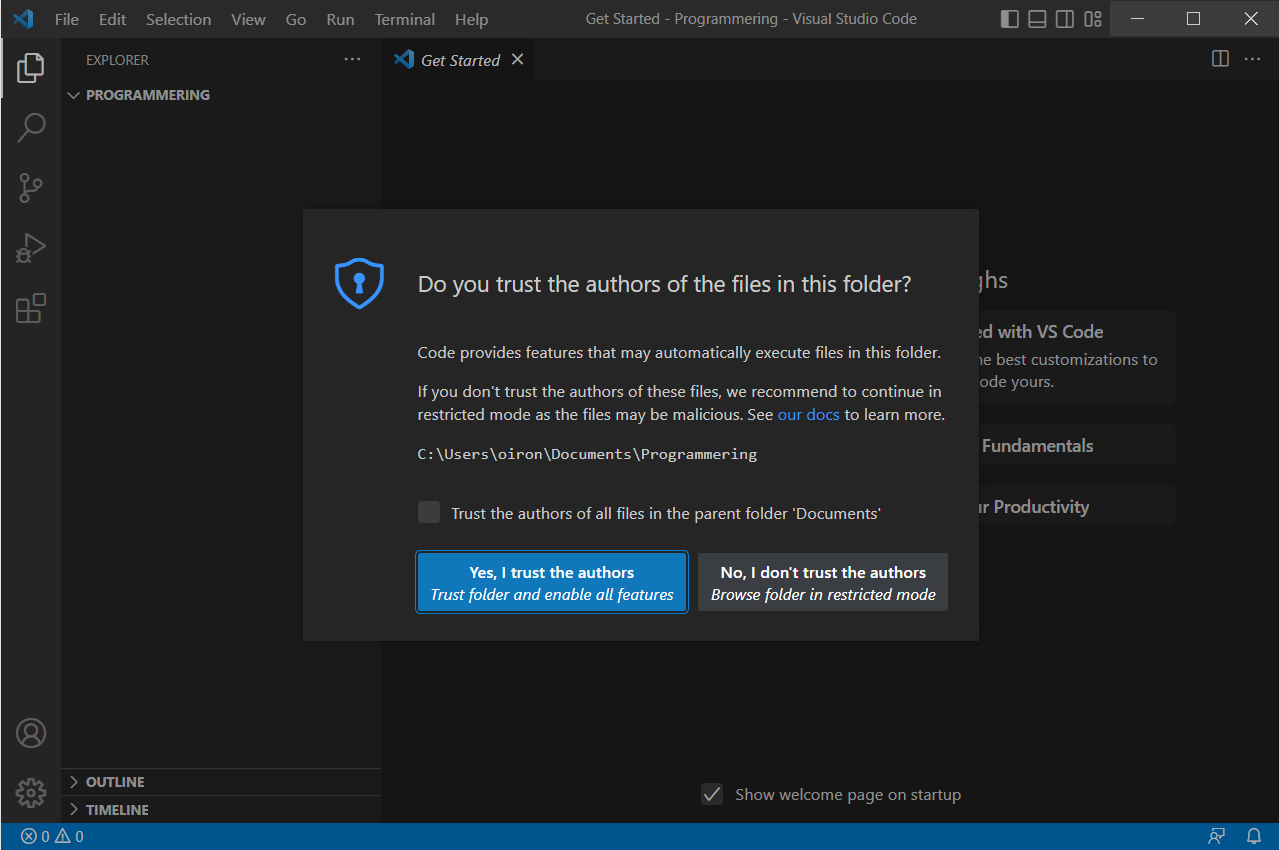 File Edit Selection View Go Run Terminal Help
Get Started - Programmering - Visual Studio Code
EXPLORER
Get Started
PROGRAMMERING
Do you trust the authors of the files in this folder?
Code provides features that may automatically execute files in this folder.
If you don't trust the authors of these files, we recommend to continue in
restricted mode as the files may be malicious. See our docs to learn more.
C:\Users\oiron\Documents\Programmering
Trust the authors of all files in the parent folder 'Documents'
Yes, I trust the authors
Trust folder and enable all features
No, I don't trust the authors
Browse folder in restricted mode
with VS Code
best customizations to
yours.
Fundamentals
Productivity
Show welcome page on startup
OUTLINE
TIMELINE
0 0